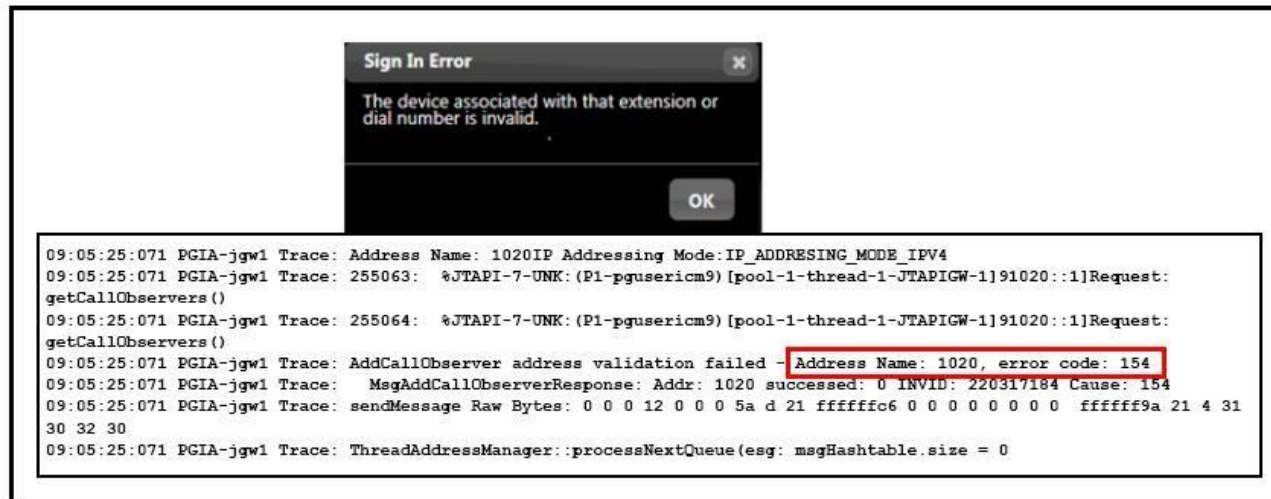 Sign In Error
The device associated with that extension or
dial number is invalid.
OK
09:05:25:071 PGIA-jgw1 Trace: Address Name: 1020IP Addressing Mode:IP_ADDRESING_MODE_IPV4
09:05:25:071 PGIA-jgw1 Trace: 255063: %JTAPI-7-UNK:(P1-pgusericm9)[pool-1-thread-1-JTAPIGW-1]91020::1]Request:
getCallObservers()
09:05:25:071 PGIA-jgw1 Trace: 255064: %JTAPI-7-UNK:(P1-pgusericm9)[pool-1-thread-1-JTAPIGW-1]91020::1]Request:
getCallObservers()
09:05:25:071 PGIA-jgw1 Trace: AddCallObserver address validation failed - Address Name: 1020, error code: 154
09:05:25:071 PGIA-jgw1 Trace: MsgAddCallObserverResponse: Addr: 1020 successed: 0 INVID: 220317184 Cause: 154
09:05:25:071 PGIA-jgw1 Trace: sendMessage Raw Bytes: 0 0 0 12 0 0 0 5a d 21 ffffffc6 0 0 0 0 0 0 0 0 ffffff9a 21 4 31
30 32 30
09:05:25:071 PGIA-jgw1 Trace: ThreadAddressManager::processNextQueue(esg: msgHashtable.size = 0